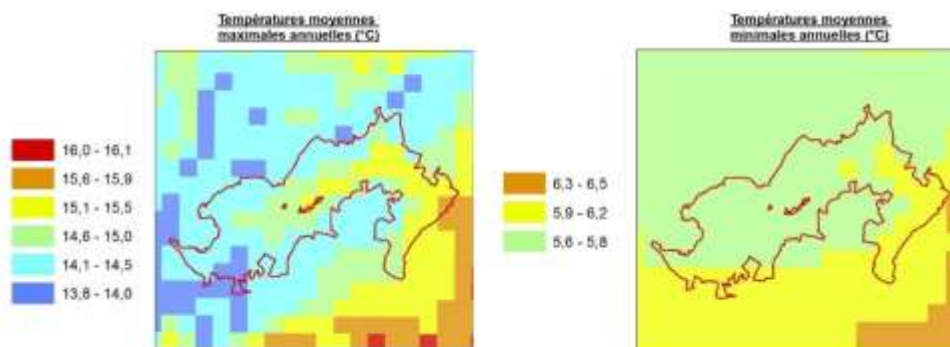 Températures moyennes
maximales annuelles (°C)
16,0 - 16,1
15,6 - 15,9
15,1 - 15,5
14,6 - 15,0
14,1 - 14,5
13,8 - 14,0
Températures moyennes
minimales annuelles (°C)
6,3 - 6,5
5,9 - 6,2
5,6 - 5,8